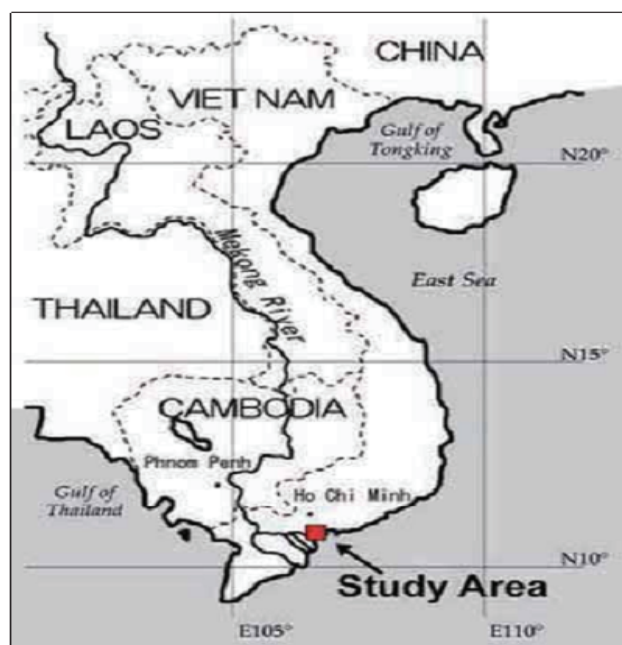 CHINA
VIET NAM
LAOS
Gulf of
Tongking
N20°
Mekong River
East Sea
THAILAND
N15°
CAMBODIA
Phnom Penh
Ho Chi Minh
Gulf of
Thailand
N10°
Study Area
E105°
E110°